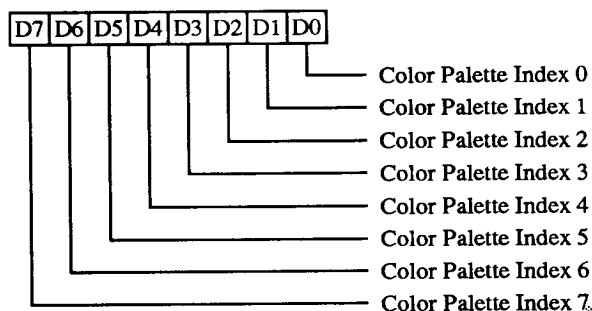 D7 D6 D5 D4 D3 D2 D1 D0
Color Palette Index 0
Color Palette Index 1
Color Palette Index 2
Color Palette Index 3
Color Palette Index 4
Color Palette Index 5
Color Palette Index 6
Color Palette Index 7